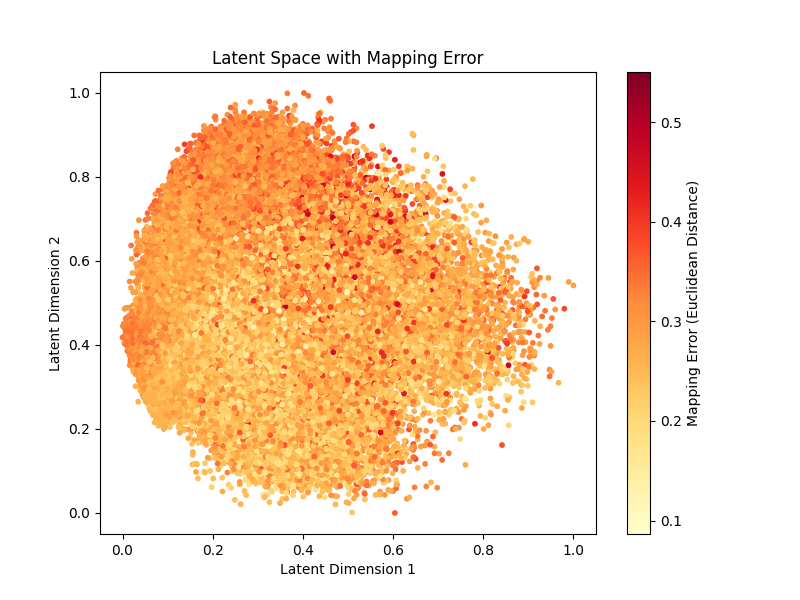 Latent Space with Mapping Error
1.0
0.8
0.6
0.4
0.2
0.0
Latent Dimension 2
0.0 0.2 0.4 0.6 0.8 1.0
Latent Dimension 1
0.5
0.4
0.3
0.2
0.1
Mapping Error (Euclidean Distance)